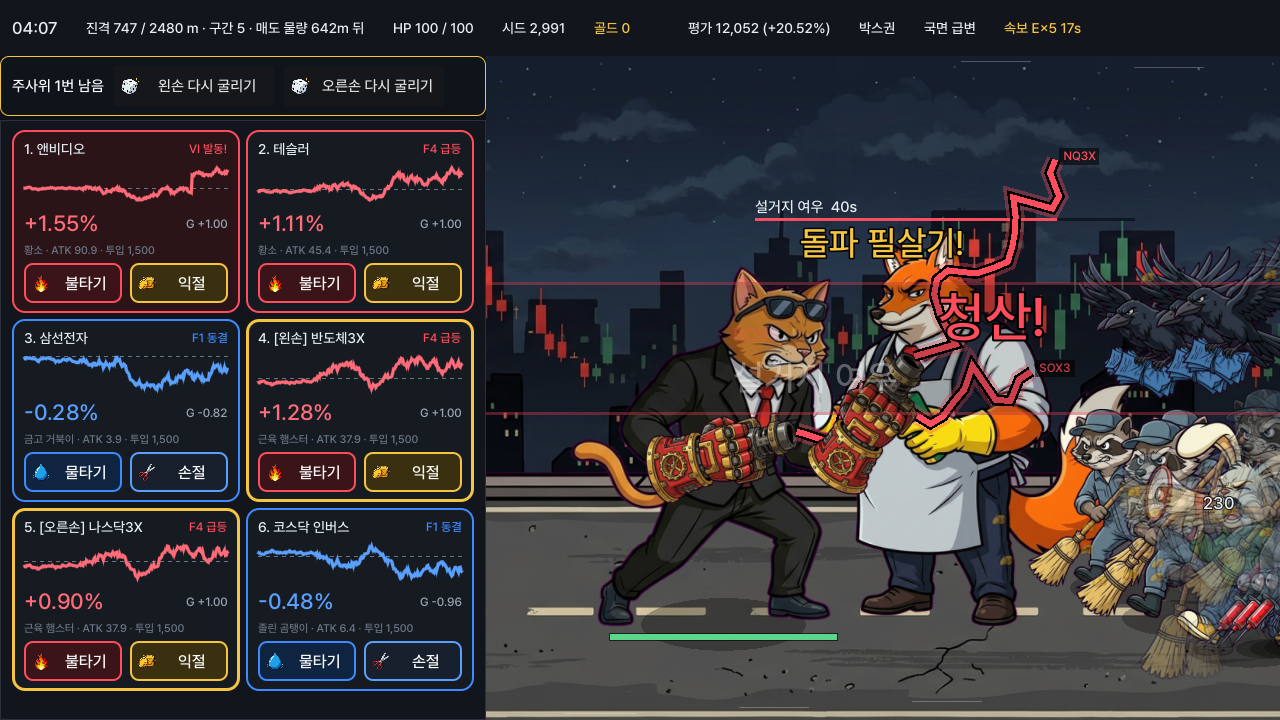 04:07 진격 747 / 2480 m · 구간 5 · 매도 물량 642m 뒤 HP 100 / 100 시드 2,991 골드 0 평가 12,052 (+20.52%) 박스권 국면 급변 속보 E×5 17s
주사위 1번 남음 왼손 다시 굴리기 오른손 다시 굴리기
1. 앤비디오 VI 발동!
+1.55% G +1.00
황소 · ATK 90.9 · 투입 1,500
불타기 익절
2. 테슬러 F4 급등
+1.11% G +1.00
황소 · ATK 45.4 · 투입 1,500
불타기 익절
3. 삼선전자 F1 동결
-0.28% G -0.82
금고 거북이 · ATK 3.9 · 투입 1,500
물타기 손절
4. [왼손] 반도체3X F4 급등
+1.28% G +1.00
근육 햄스터 · ATK 37.9 · 투입 1,500
불타기 익절
5. [오른손] 나스닥3X F4 급등
+0.90% G +1.00
근육 햄스터 · ATK 37.9 · 투입 1,500
불타기 익절
6. 코스닥 인버스 F1 동결
-0.48% G -0.96
졸린 곰탱이 · ATK 6.4 · 투입 1,500
물타기 손절
NQ3X
설거지 여우 40s
돌파 필살기!
청산!
설거지 여우
SOX3
230